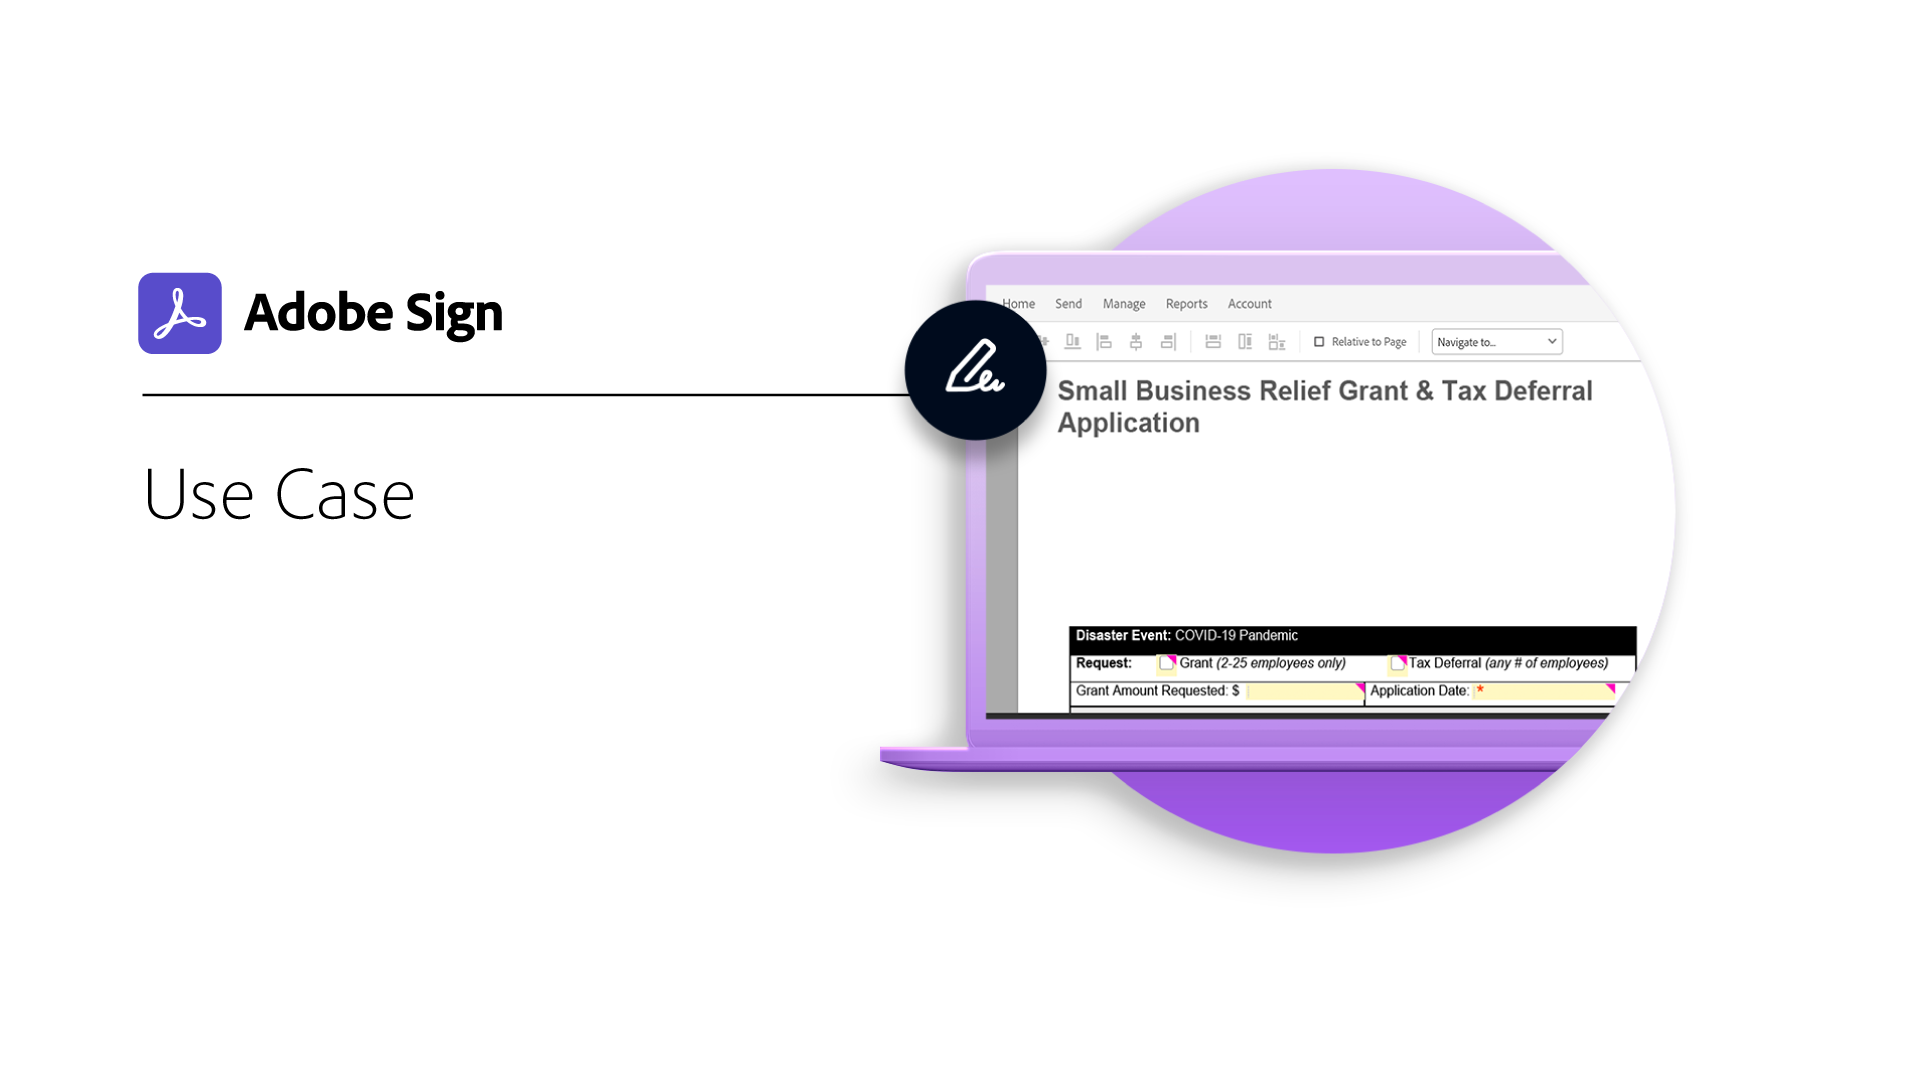 Adobe Sign
Use Case
Home Send Manage Reports Account
Relative to Page Navigate to...
Small Business Relief Grant & Tax Deferral
Application
Disaster Event: COVID-19 Pandemic
Request: Grant (2-25 employees only) Tax Deferral (any # of employees)
Grant Amount Requested: $ Application Date: *